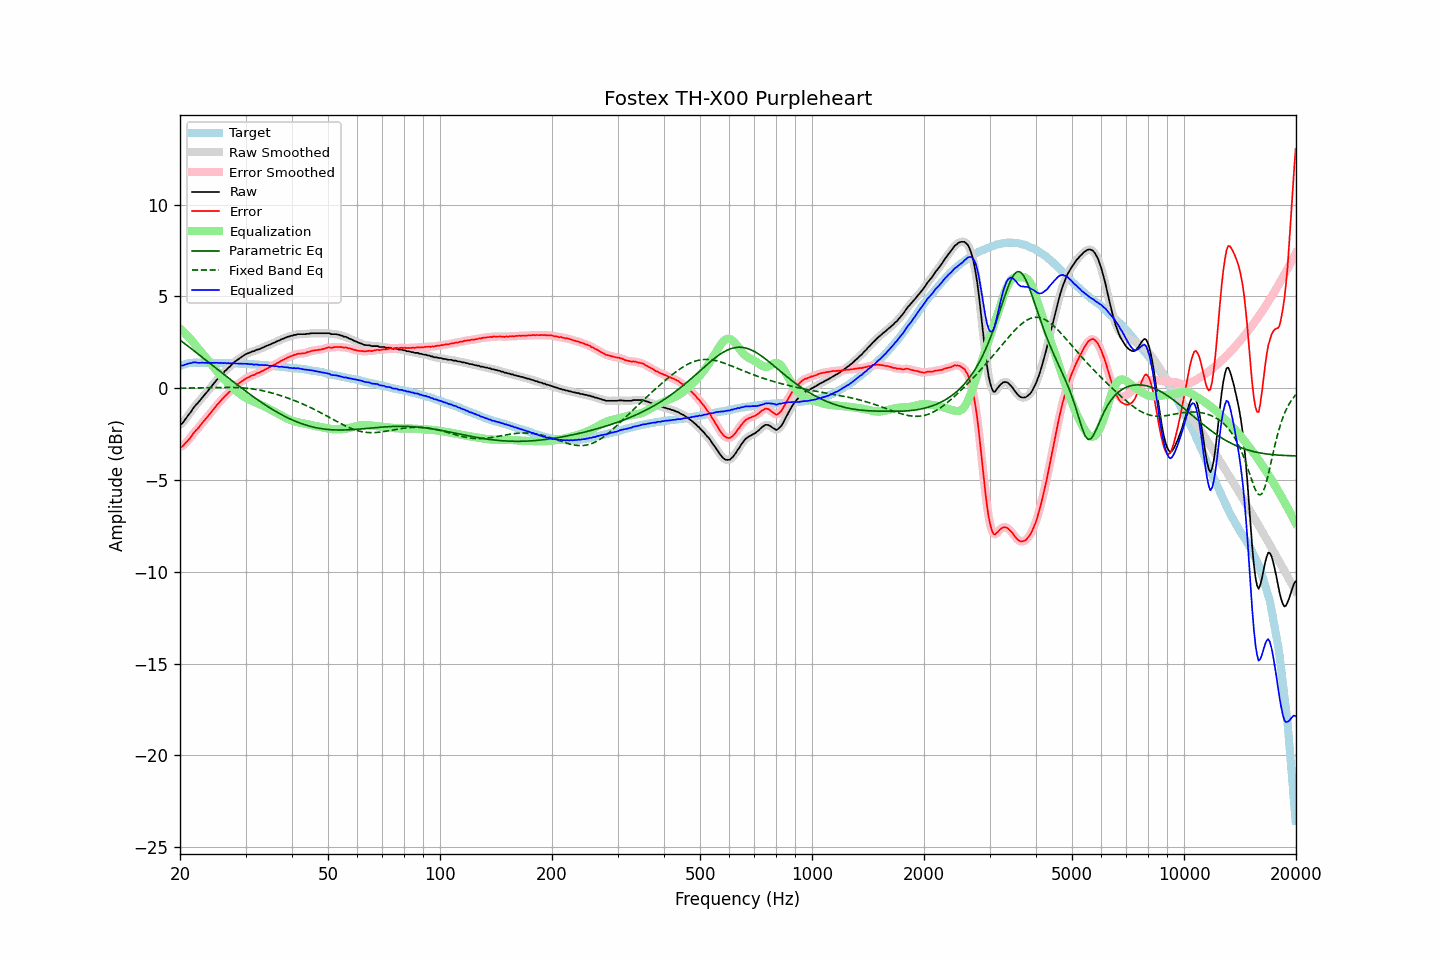 Fostex TH-X00 Purpleheart
Target
Raw Smoothed
Error Smoothed
Raw
Error
Equalization
Parametric Eq
Fixed Band Eq
Equalized
10
5
0
−5
−10
−15
−20
−25
Amplitude (dBr)
20
50
100
200
500
1000
2000
5000
10000
20000
Frequency (Hz)